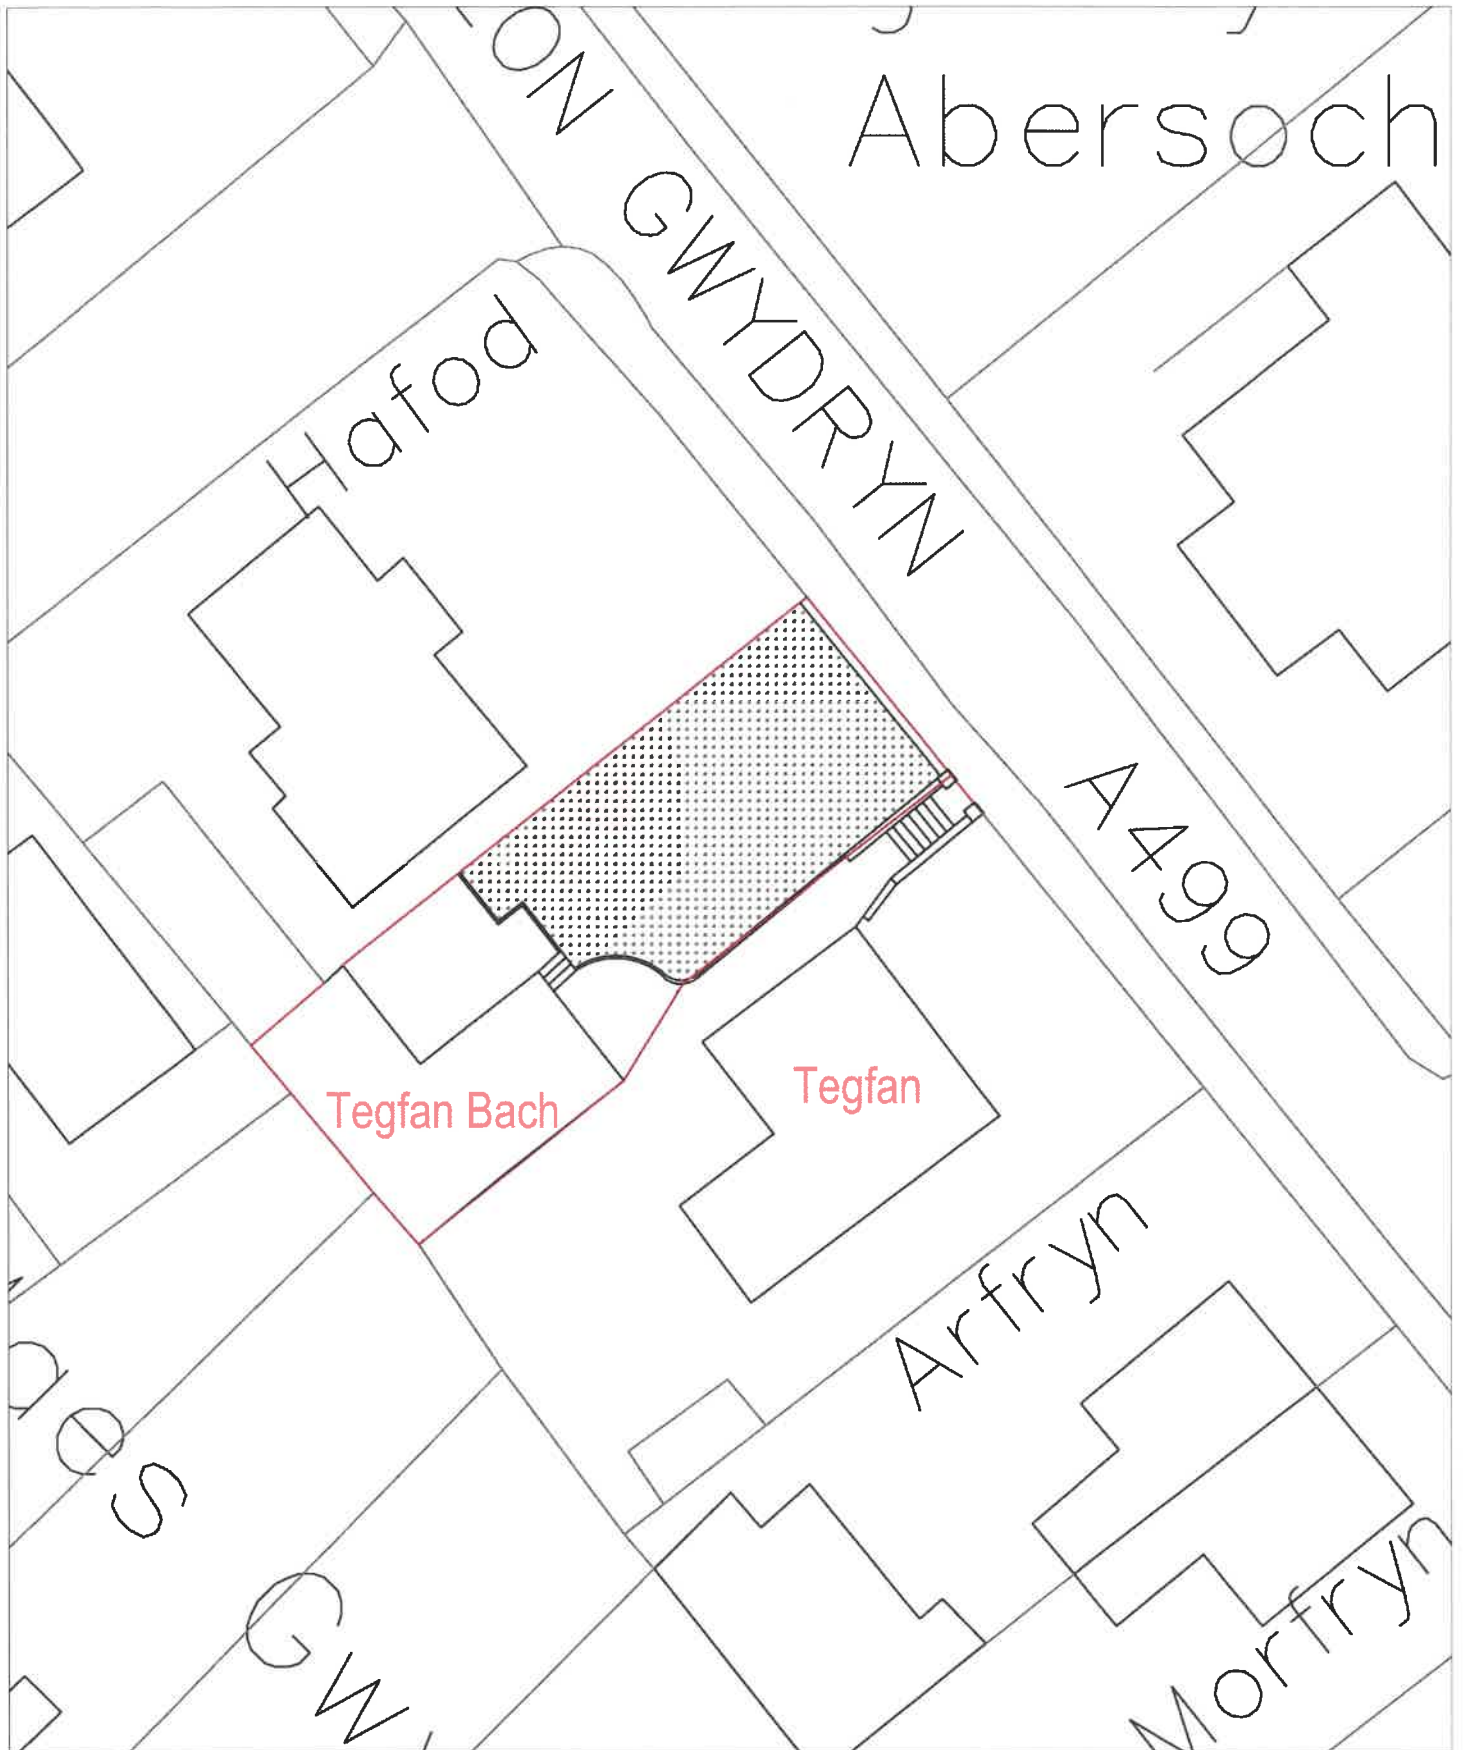 ON GWYDRYN
Abersoch
Hafod
A499
Tegfan Bach
Tegfan
Arfryn
Morfryn